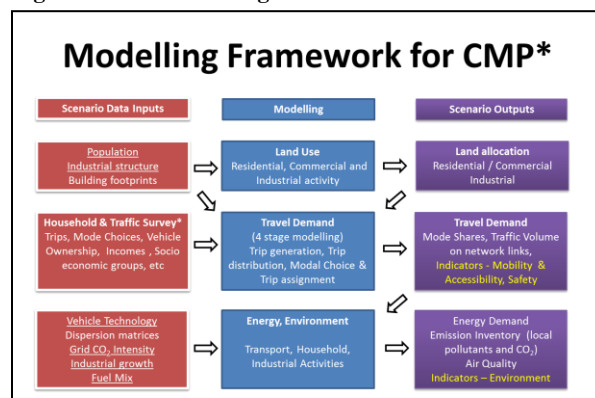 Modelling Framework for CMP*
Scenario Data Inputs
Modelling
Scenario Outputs
Population
Industrial structure
Building footprints
Land Use
Residential, Commercial and
Industrial activity
Land allocation
Residential / Commercial
Industrial
Household & Traffic Survey*
Trips, Mode Choices, Vehicle
Ownership, Incomes , Socio
economic groups, etc
Travel Demand
(4 stage modelling)
Trip generation, Trip
distribution, Modal Choice &
Trip assignment
Travel Demand
Mode Shares, Traffic Volume
on network links,
Indicators - Mobility &
Accessibility, Safety
Vehicle Technology
Dispersion matrices
Grid CO₂ Intensity
Industrial growth
Fuel Mix
Energy, Environment
Transport, Household,
Industrial Activities
Energy Demand
Emission Inventory (local
pollutants and CO₂)
Air Quality
Indicators – Environment